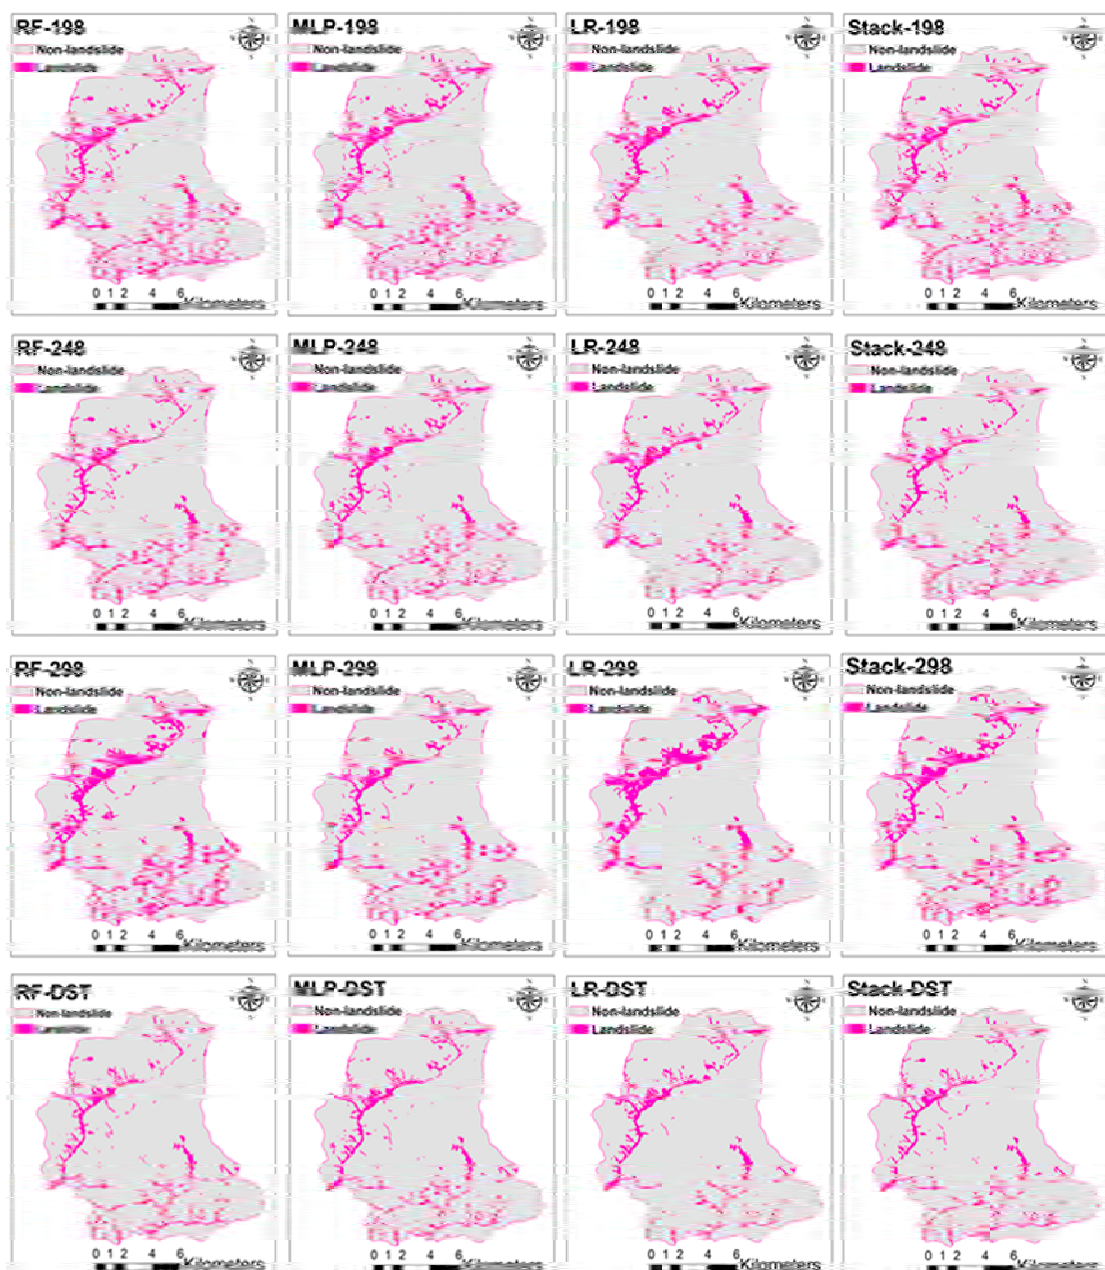 RF-198
Non-landslide
Landslide
0 1 2 4 6
Kilometers
MLP-198
Non-landslide
Landslide
0 1 2 4 6
Kilometers
LR-198
Non-landslide
Landslide
0 1 2 4 6
Kilometers
Stack-198
Non-landslide
Landslide
0 1 2 4 6
Kilometers
RF-248
Non-landslide
Landslide
0 1 2 4 6
Kilometers
MLP-248
Non-landslide
Landslide
0 1 2 4 6
Kilometers
LR-248
Non-landslide
Landslide
0 1 2 4 6
Kilometers
Stack-248
Non-landslide
Landslide
0 1 2 4 6
Kilometers
RF-298
Non-landslide
Landslide
0 1 2 4 6
Kilometers
MLP-298
Non-landslide
Landslide
0 1 2 4 6
Kilometers
LR-298
Non-landslide
Landslide
0 1 2 4 6
Kilometers
Stack-298
Non-landslide
Landslide
0 1 2 4 6
Kilometers
RF-DST
Non-landslide
Landslide
0 1 2 4 6
Kilometers
MLP-DST
Non-landslide
Landslide
0 1 2 4 6
Kilometers
LR-DST
Non-landslide
Landslide
0 1 2 4 6
Kilometers
Stack-DST
Non-landslide
Landslide
0 1 2 4 6
Kilometers